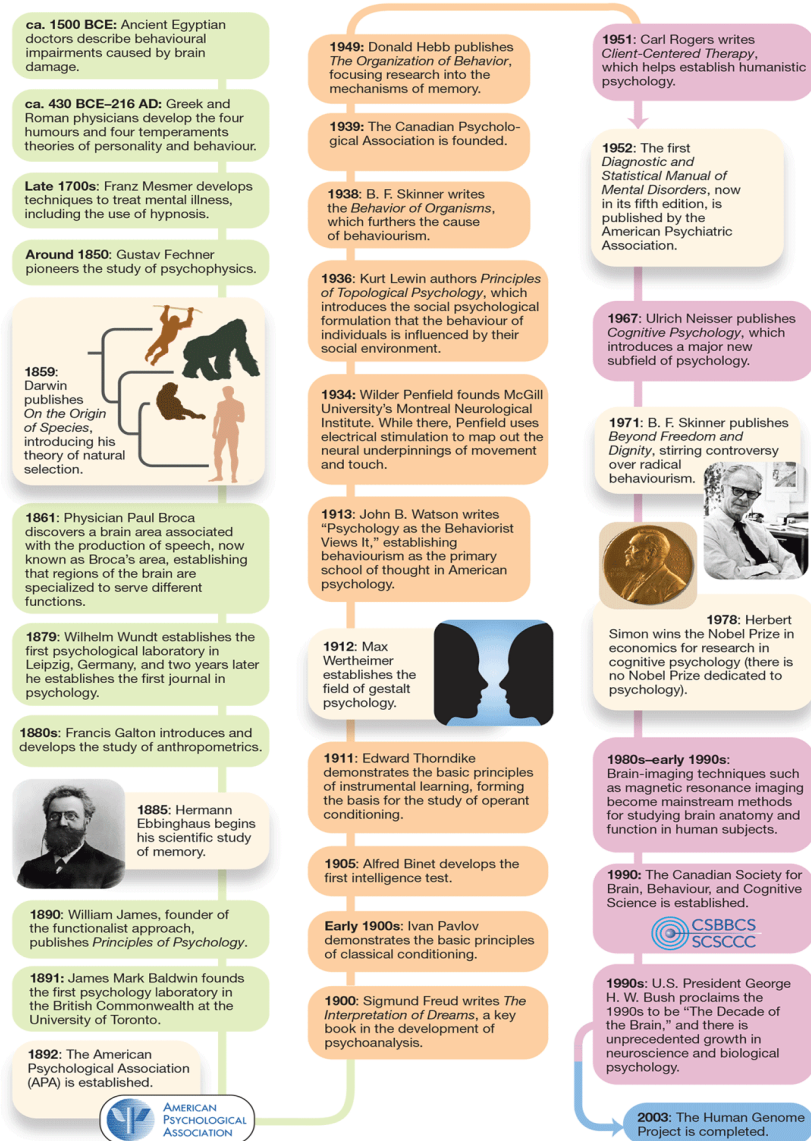 ca. 1500 BCE: Ancient Egyptian
doctors describe behavioural
impairments caused by brain
damage.
ca. 430 BCE–216 AD: Greek and
Roman physicians develop the four
humours and four temperaments
theories of personality and behaviour.
Late 1700s: Franz Mesmer develops
techniques to treat mental illness,
including the use of hypnosis.
Around 1850: Gustav Fechner
pioneers the study of psychophysics.
1859:
Darwin
publishes
On the Origin
of Species,
introducing his
theory of natural
selection.
1861: Physician Paul Broca
discovers a brain area associated
with the production of speech, now
known as Broca's area, establishing
that regions of the brain are
specialized to serve different
functions.
1879: Wilhelm Wundt establishes the
first psychological laboratory in
Leipzig, Germany, and two years later
he establishes the first journal in
psychology.
1880s: Francis Galton introduces and
develops the study of anthropometrics.
1885: Hermann
Ebbinghaus begins
his scientific study
of memory.
1890: William James, founder of
the functionalist approach,
publishes Principles of Psychology.
1891: James Mark Baldwin founds
the first psychology laboratory in
the British Commonwealth at the
University of Toronto.
1892: The American
Psychological Association
(APA) is established.
AMERICAN
PSYCHOLOGICAL
ASSOCIATION
1949: Donald Hebb publishes
The Organization of Behavior,
focusing research into the
mechanisms of memory.
1939: The Canadian Psycholo-
gical Association is founded.
1938: B. F. Skinner writes
the Behavior of Organisms,
which furthers the cause
of behaviourism.
1936: Kurt Lewin authors Principles
of Topological Psychology, which
introduces the social psychological
formulation that the behaviour of
individuals is influenced by their
social environment.
1934: Wilder Penfield founds McGill
University's Montreal Neurological
Institute. While there, Penfield uses
electrical stimulation to map out the
neural underpinnings of movement
and touch.
1913: John B. Watson writes
"Psychology as the Behaviorist
Views It," establishing
behaviourism as the primary
school of thought in American
psychology.
1912: Max
Wertheimer
establishes the
field of gestalt
psychology.
1911: Edward Thorndike
demonstrates the basic principles
of instrumental learning, forming
the basis for the study of operant
conditioning.
1905: Alfred Binet develops the
first intelligence test.
Early 1900s: Ivan Pavlov
demonstrates the basic principles
of classical conditioning.
1900: Sigmund Freud writes The
Interpretation of Dreams, a key
book in the development of
psychoanalysis.
1951: Carl Rogers writes
Client-Centered Therapy,
which helps establish humanistic
psychology.
1952: The first
Diagnostic and
Statistical Manual of
Mental Disorders, now
in its fifth edition, is
published by the
American Psychiatric
Association.
1967: Ulrich Neisser publishes
Cognitive Psychology, which
introduces a major new
subfield of psychology.
1971: B. F. Skinner publishes
Beyond Freedom and
Dignity, stirring controversy
over radical
behaviourism.
1978: Herbert
Simon wins the Nobel Prize in
economics for research in
cognitive psychology (there is
no Nobel Prize dedicated to
psychology).
1980s–early 1990s:
Brain-imaging techniques such
as magnetic resonance imaging
become mainstream methods
for studying brain anatomy and
function in human subjects.
1990: The Canadian Society for
Brain, Behaviour, and Cognitive
Science is established.
CSBBCS
SCSCCC
1990s: U.S. President George
H. W. Bush proclaims the
1990s to be "The Decade of
the Brain," and there is
unprecedented growth in
neuroscience and biological
psychology.
2003: The Human Genome
Project is completed.